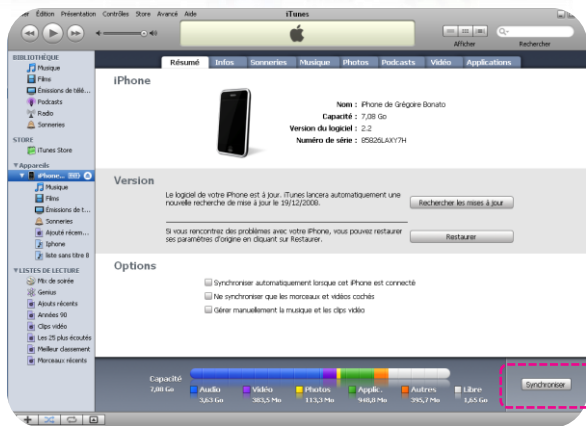 Édition Présentation Contrôles Store Avancé Aide
iTunes
Afficher
Rechercher
BIBLIOTHÈQUE
Musique
Films
Émissions de télé...
Podcasts
Radio
Sonneries
STORE
iTunes Store
Appareils
iPhone...
Musique
Films
Émissions de t...
Sonneries
Ajouté récem...
Iphone
liste sans titre 8
LISTES DE LECTURE
Mix de soirée
Genius
Ajouts récents
Années 90
Clips vidéo
Les 25 plus écoutés
Meilleur classement
Morceaux récents
Résumé Infos Sonneries Musique Photos Podcasts Vidéo Applications
iPhone
Nom : iPhone de Grégoire Bonato
Capacité : 7,08 Go
Version du logiciel : 2.2
Numéro de série : 85826LAXY7H
Version
Le logiciel de votre iPhone est à jour. iTunes lancera automatiquement une
nouvelle recherche de mise à jour le 19/12/2008.
Rechercher les mises à jour
Si vous rencontrez des problèmes avec votre iPhone, vous pouvez restaurer
ses paramètres d'origine en cliquant sur Restaurer.
Restaurer
Options
Synchroniser automatiquement lorsque cet iPhone est connecté
Ne synchroniser que les morceaux et vidéos cochés
Gérer manuellement la musique et les clips vidéo
Capacité
7,08 Go
Audio
3,63 Go
Vidéo
383,5 Mo
Photos
113,3 Mo
Applic.
948,8 Mo
Autres
395,7 Mo
Libre
1,65 Go
Synchroniser